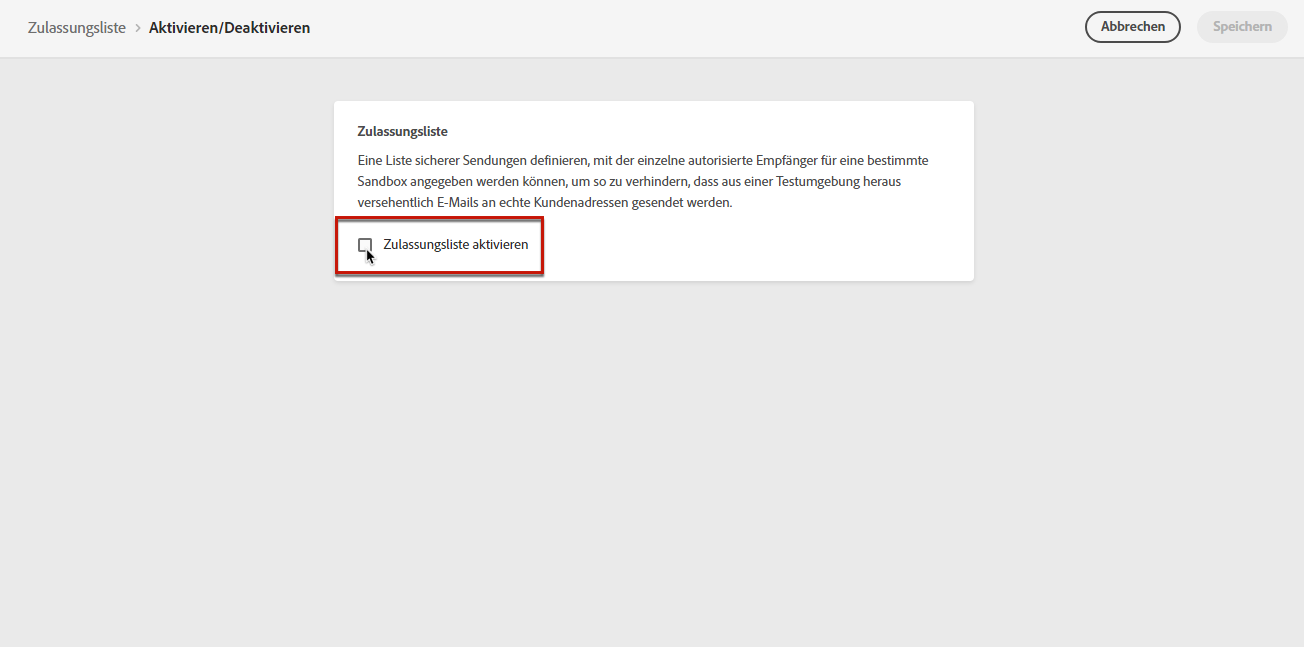 Zulassungsliste > Aktivieren/Deaktivieren
Abbrechen
Speichern
Zulassungsliste
Eine Liste sicherer Sendungen definieren, mit der einzelne autorisierte Empfänger für eine bestimmte
Sandbox angegeben werden können, um so zu verhindern, dass aus einer Testumgebung heraus
versehentlich E-Mails an echte Kundenadressen gesendet werden.
Zulassungsliste aktivieren